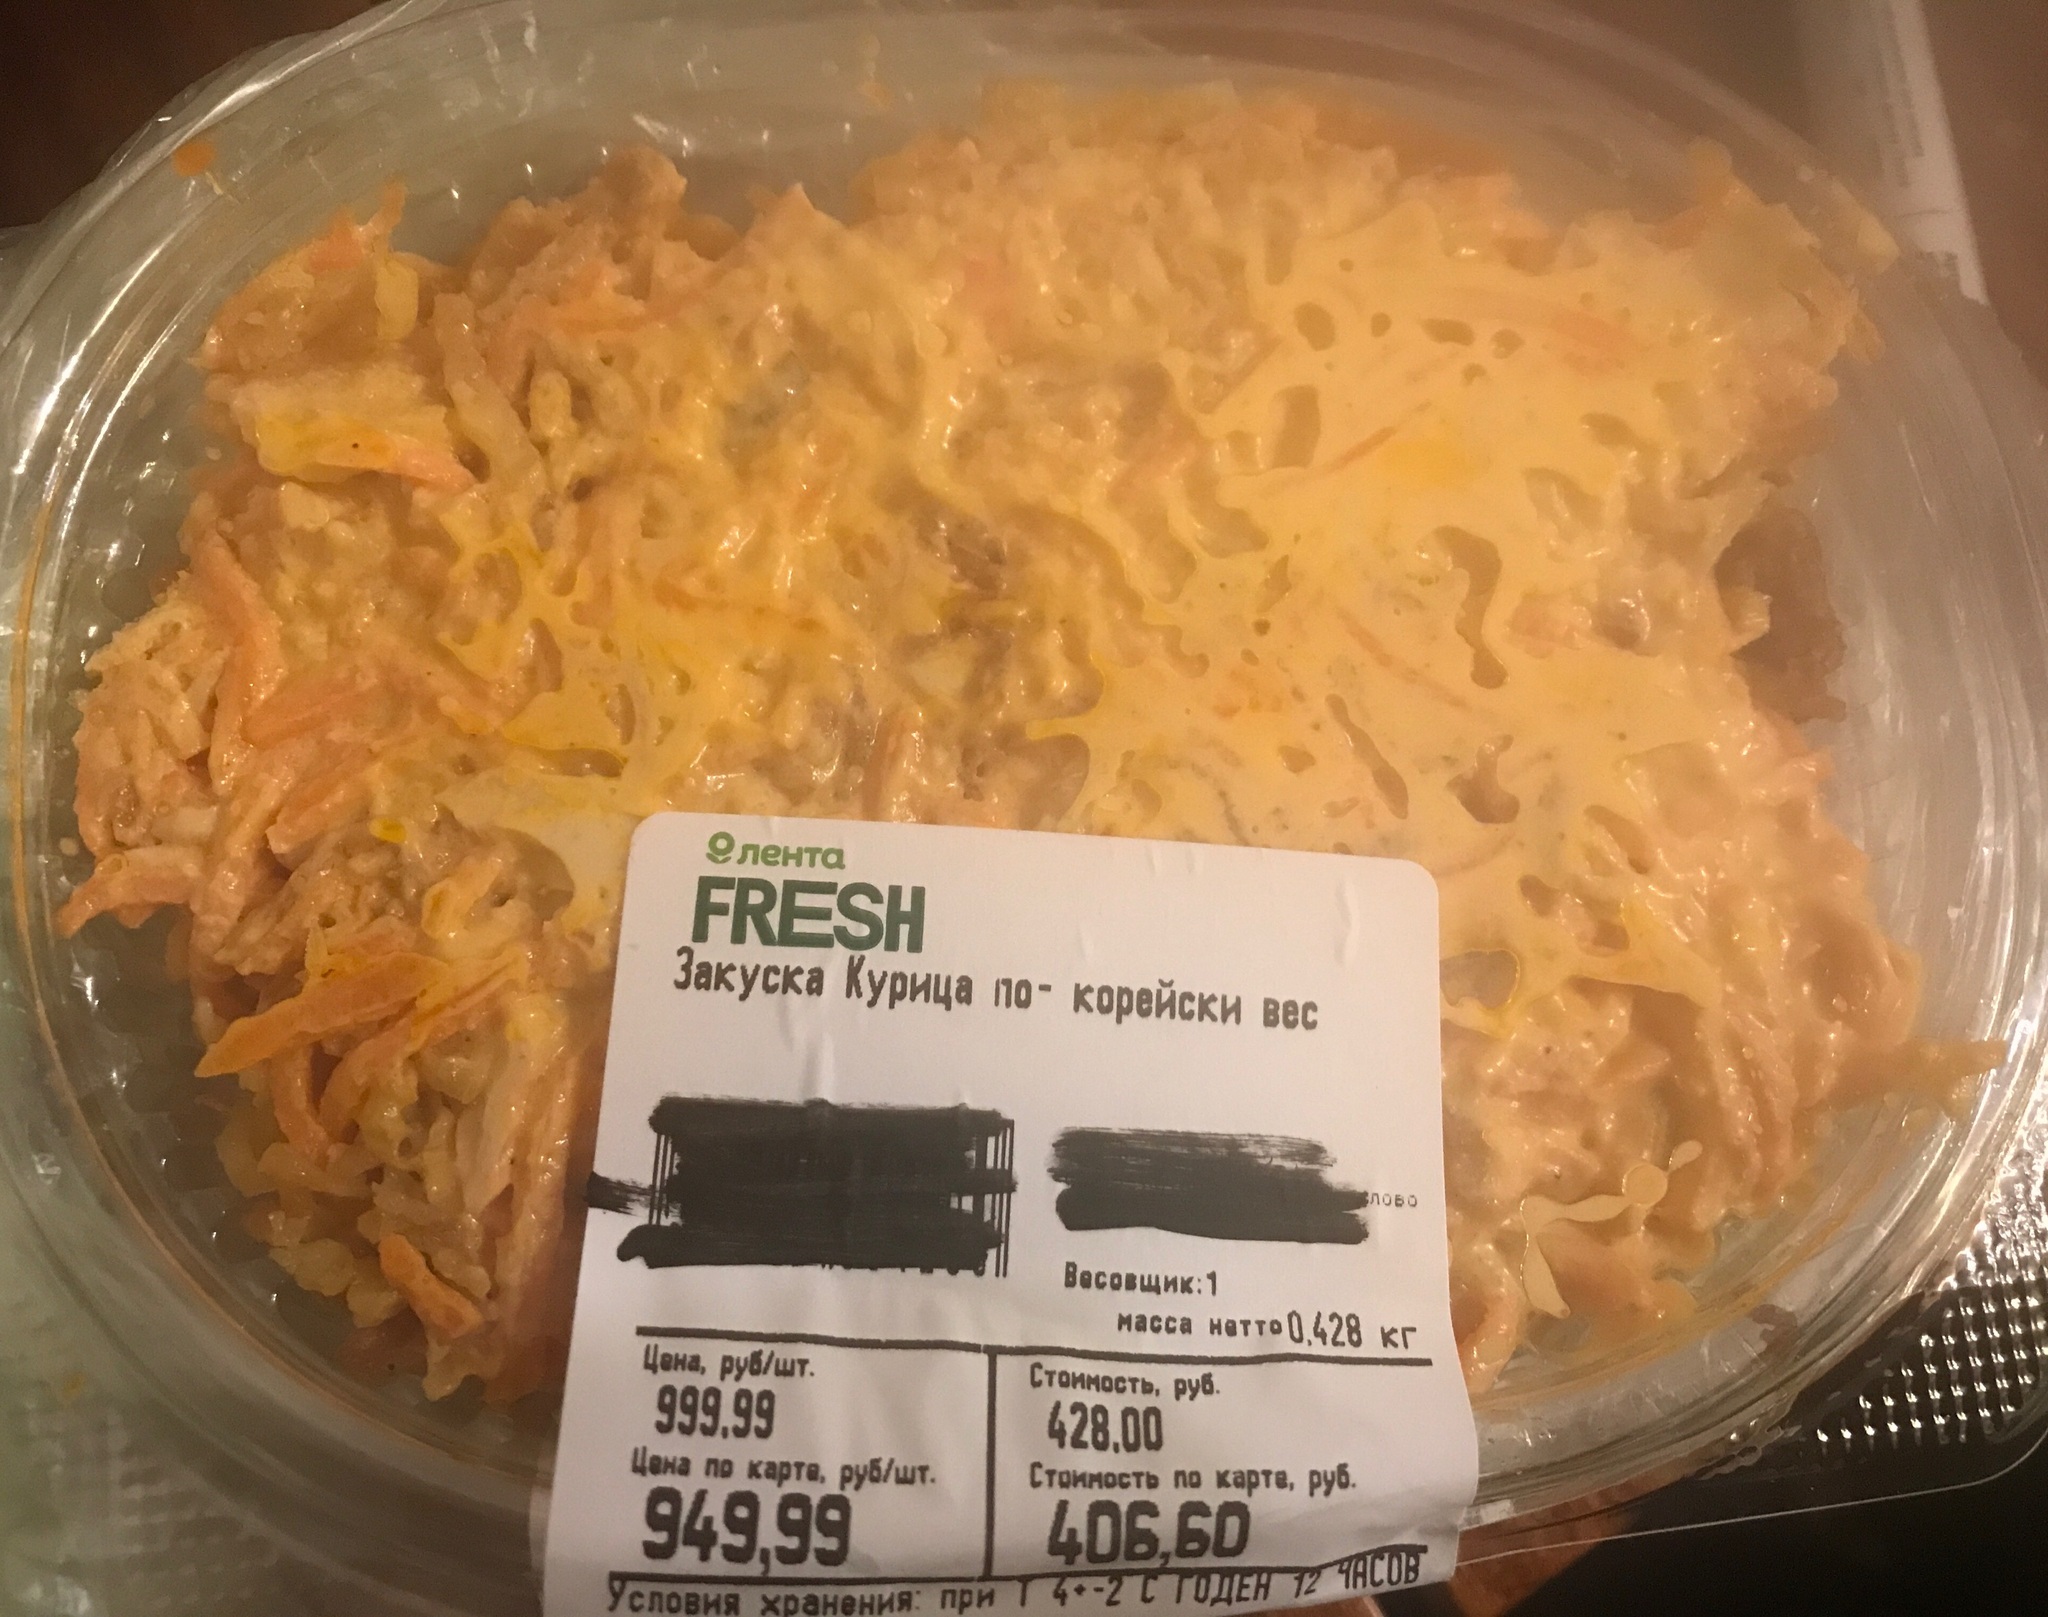 лента
FRESH
Закуска Курица по- корейски вес
лово
Весовщик:1
масса нетто 0,428 кг
Цена, руб/шт.
999.99
Стоимость, руб.
428,00
Цена по карте, руб/шт.
949,99
Стоимость по карте, руб.
406,60
Условия хранения: при Т 4+-2 С ГОДЕН 12 ЧАСОВ